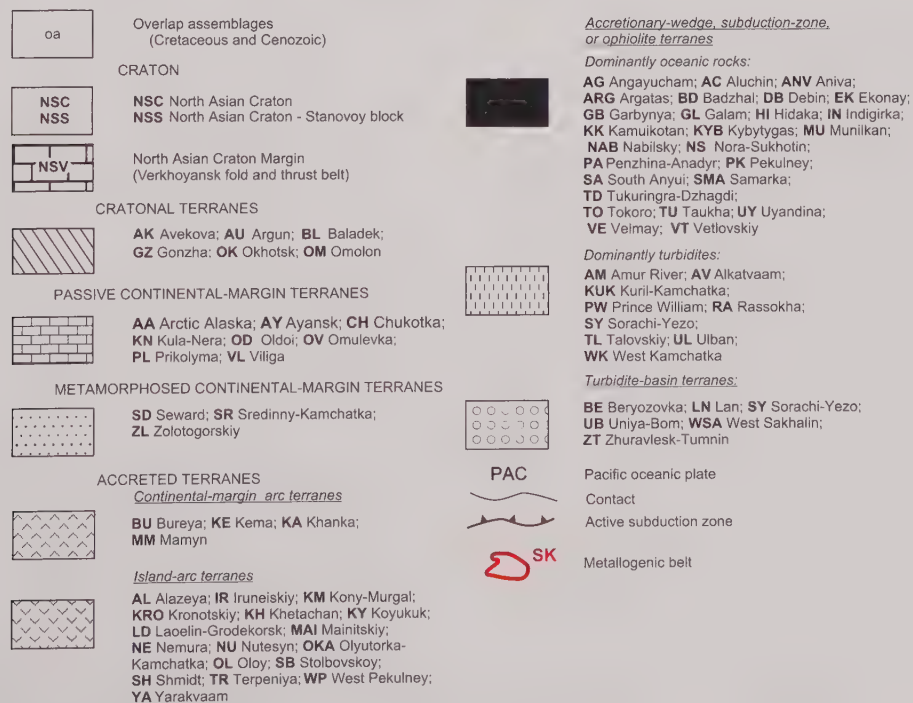 oa
Overlap assemblages
(Cretaceous and Cenozoic)
CRATON
NSC
NSS
NSC North Asian Craton
NSS North Asian Craton - Stanovoy block
NSV
North Asian Craton Margin
(Verkhoyansk fold and thrust belt)
CRATONAL TERRANES
AK Avekova; AU Argun; BL Baladek;
GZ Gonzha; OK Okhotsk; OM Omolon
PASSIVE CONTINENTAL-MARGIN TERRANES
AA Arctic Alaska; AY Ayansk; CH Chukotka;
KN Kula-Nera; OD Oldoi; OV Omulevka;
PL Prikolyma; VL Viliga
METAMORPHOSED CONTINENTAL-MARGIN TERRANES
SD Seward; SR Sredinny-Kamchatka;
ZL Zolotogorskiy
ACCRETED TERRANES
Continental-margin arc terranes
BU Bureya; KE Kema; KA Khanka;
MM Mamyn
Island-arc terranes
AL Alazeya; IR Iruneiskiy; KM Kony-Murgal;
KRO Kronotskiy; KH Khetachan; KY Koyukuk;
LD Laoelin-Grodekorsk; MAI Mainitskiy;
NE Nemura; NU Nutesyn; OKA Olyutorka-
Kamchatka; OL Oloy; SB Stolbovskoy;
SH Shmidt; TR Terpeniya; WP West Pekulney;
YA Yarakvaam
Accretionary-wedge, subduction-zone,
or ophiolite terranes
Dominantly oceanic rocks:
AG Angayucham; AC Aluchin; ANV Aniva;
ARG Argatas; BD Badzhal; DB Debin; EK Ekonay;
GB Garbynya; GL Galam; HI Hidaka; IN Indigirka;
KK Kamuikotan; KYB Kybytygas; MU Munilkan;
NAB Nabilsky; NS Nora-Sukhotin;
PA Penzhina-Anadyr; PK Pekulney;
SA South Anyui; SMA Samarka;
TD Tukuringra-Dzhagdi;
TO Tokoro; TU Taukha; UY Uyandina;
VE Velmay; VT Vetlovskiy
Dominantly turbidites:
AM Amur River; AV Alkatvaam;
KUK Kuril-Kamchatka;
PW Prince William; RA Rassokha;
SY Sorachi-Yezo;
TL Talovskiy; UL Ulban;
WK West Kamchatka
Turbidite-basin terranes:
BE Beryozovka; LN Lan; SY Sorachi-Yezo;
UB Uniya-Bom; WSA West Sakhalin;
ZT Zhuravlesk-Tumnin
PAC Pacific oceanic plate
Contact
Active subduction zone
SK
Metallogenic belt